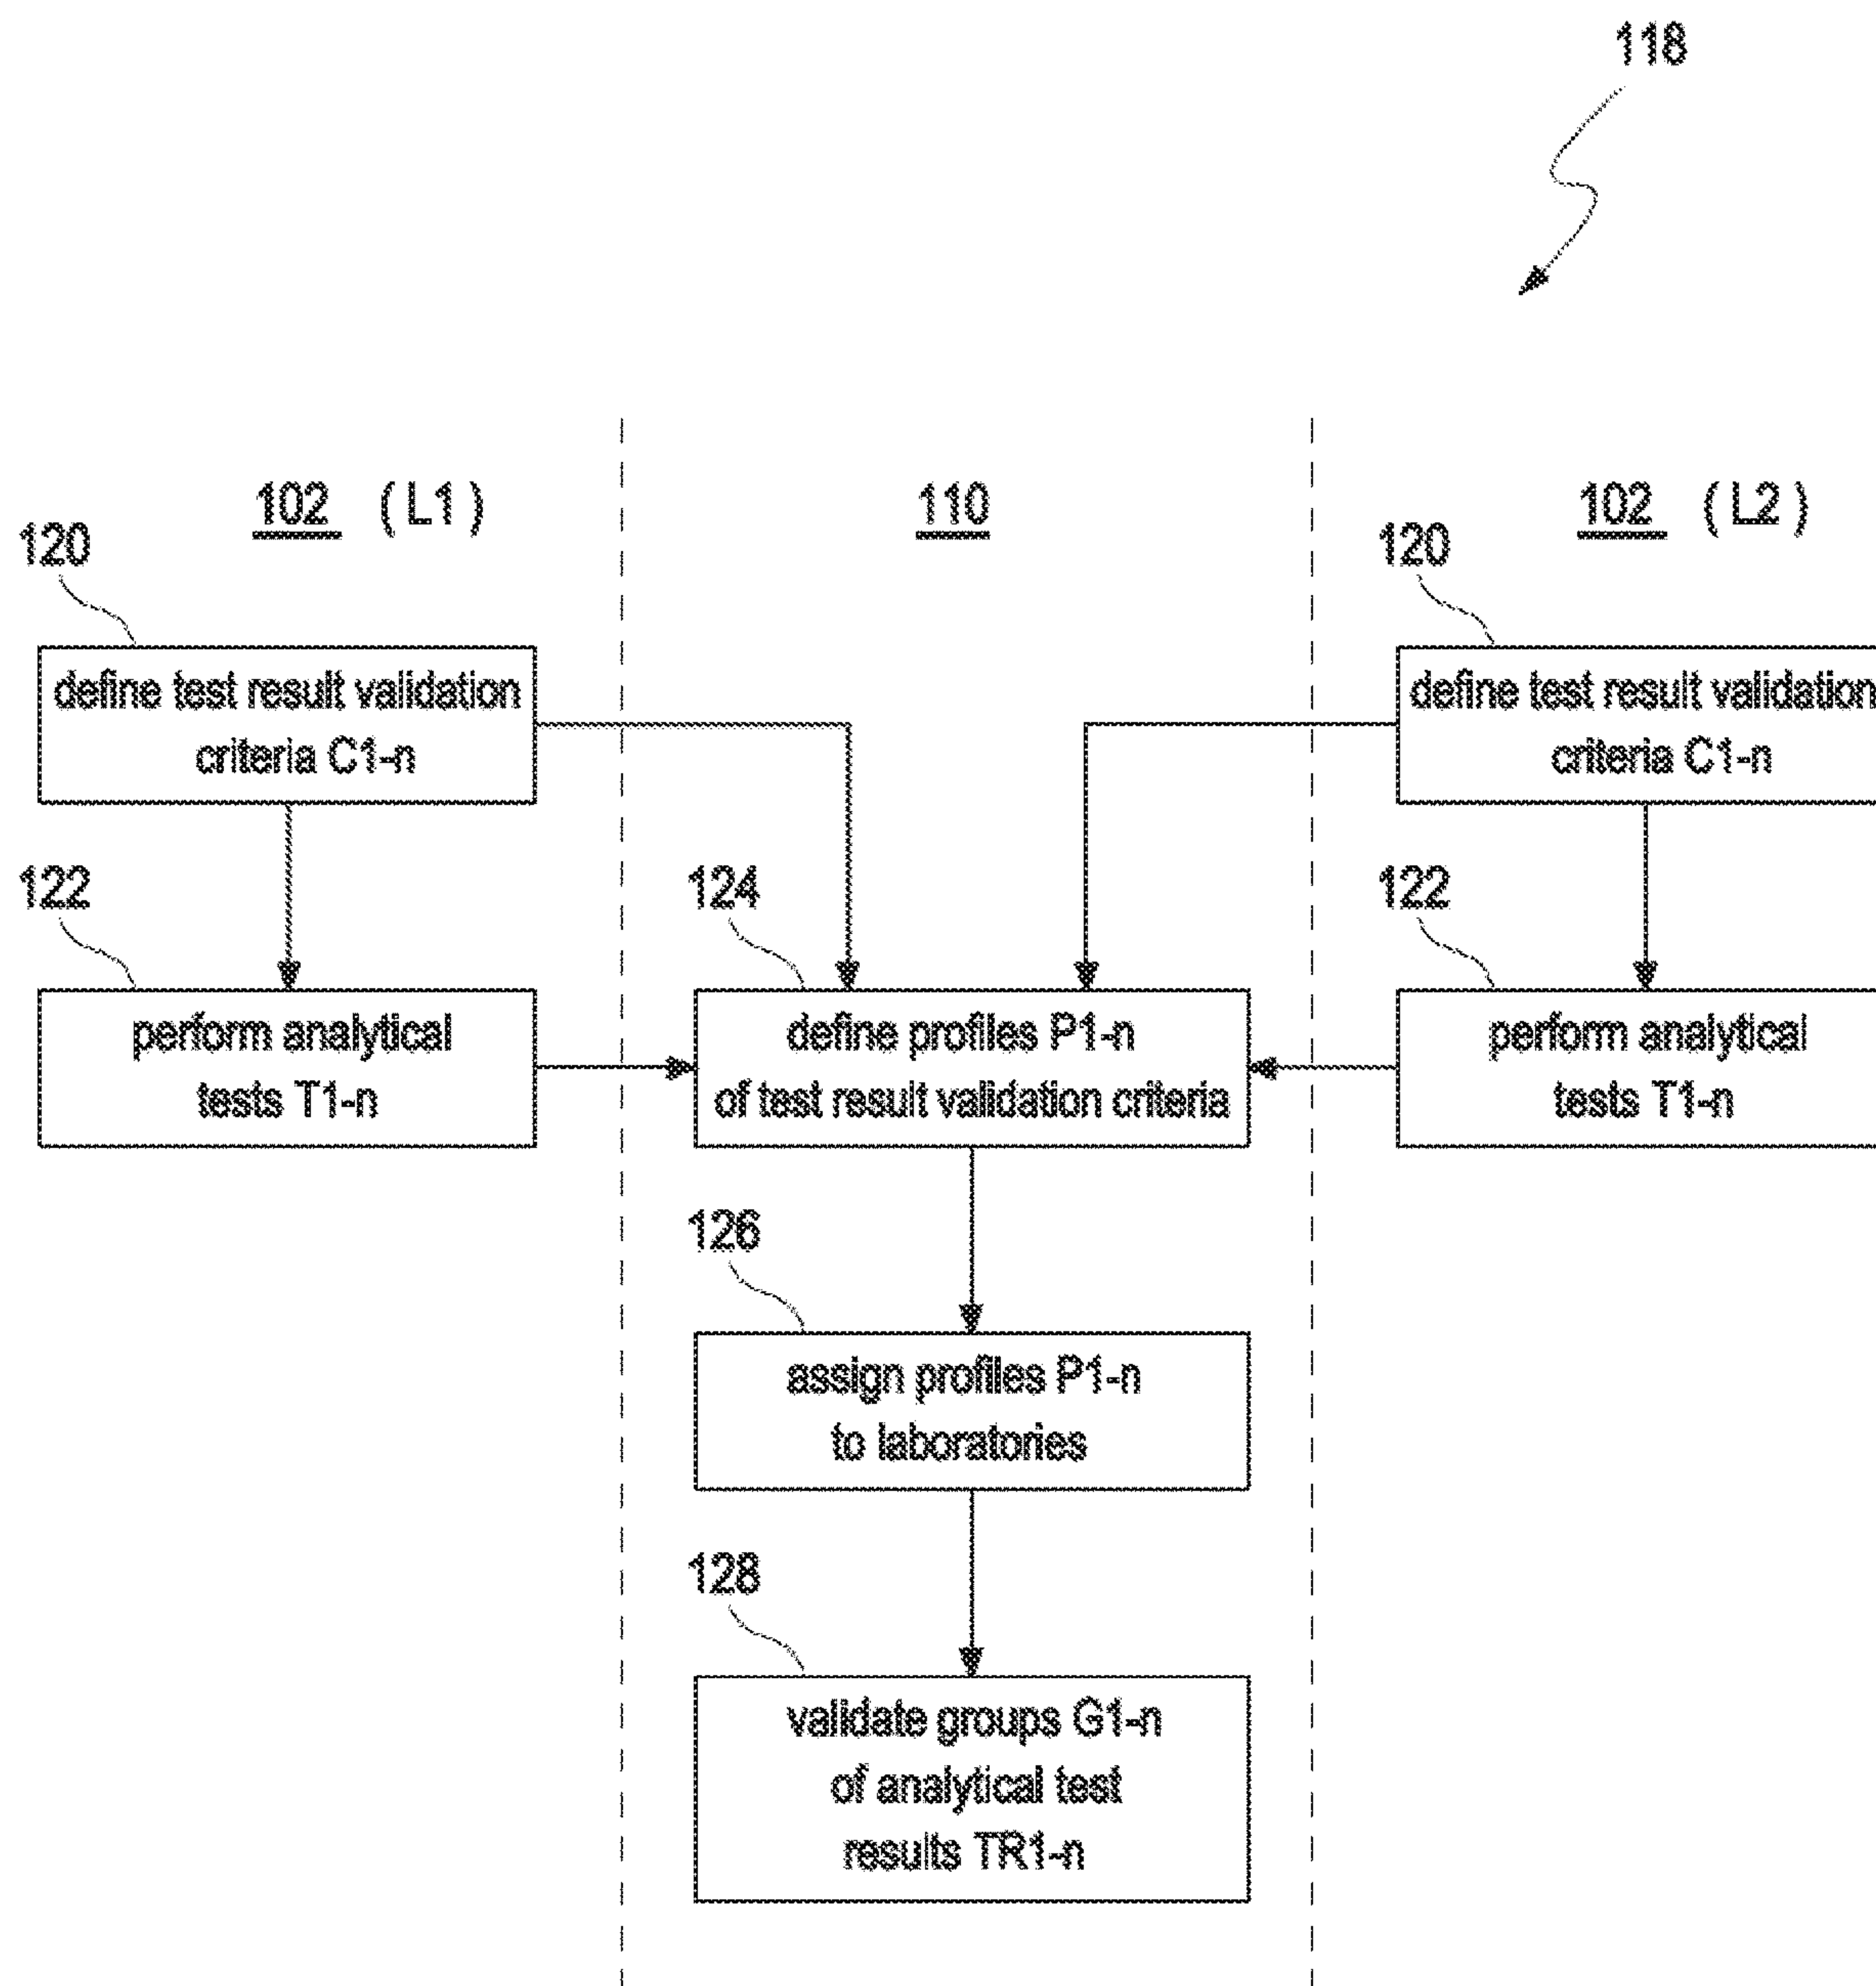 118
102 ( L1 )
110
102 ( L2 )
120
120
define test result validation
criteria C1-n
define test result validation
criteria C1-n
122
124
122
perform analytical
tests T1-n
define profiles P1-n
of test result validation criteria
perform analytical
tests T1-n
126
assign profiles P1-n
to laboratories
128
validate groups G1-n
of analytical test
results TR1-n